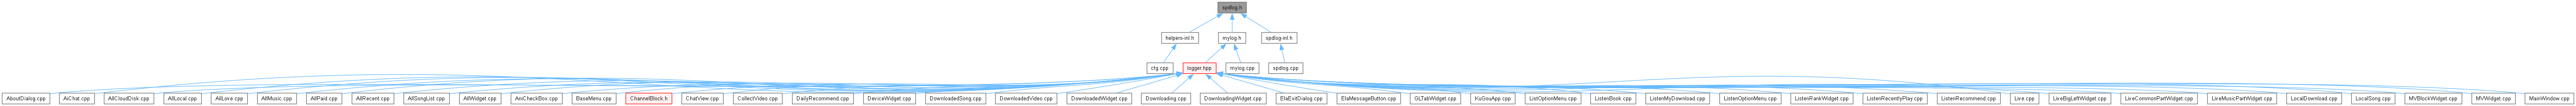 spdlog.h
helpers-inl.h
mylog.h
spdlog-inl.h
cfg.cpp
logger.hpp
mylog.cpp
spdlog.cpp
AboutDialog.cpp
AiChat.cpp
AllCloudDisk.cpp
AllLocal.cpp
AllLove.cpp
AllMusic.cpp
AllPaid.cpp
AllRecent.cpp
AllSongList.cpp
AllWidget.cpp
AniCheckBox.cpp
BaseMenu.cpp
ChannelBlock.h
ChatView.cpp
CollectVideo.cpp
DailyRecommend.cpp
DeviceWidget.cpp
DownloadedSong.cpp
DownloadedVideo.cpp
DownloadedWidget.cpp
Downloading.cpp
DownloadingWidget.cpp
ElaExitDialog.cpp
ElaMessageButton.cpp
GLTabWidget.cpp
KuGouApp.cpp
ListOptionMenu.cpp
ListenBook.cpp
ListenMyDownload.cpp
ListenOptionMenu.cpp
ListenRankWidget.cpp
ListenRecentlyPlay.cpp
ListenRecommend.cpp
Live.cpp
LiveBigLeftWidget.cpp
LiveCommonPartWidget.cpp
LiveMusicPartWidget.cpp
LocalDownload.cpp
LocalSong.cpp
MVBlockWidget.cpp
MVWidget.cpp
MainWindow.cpp